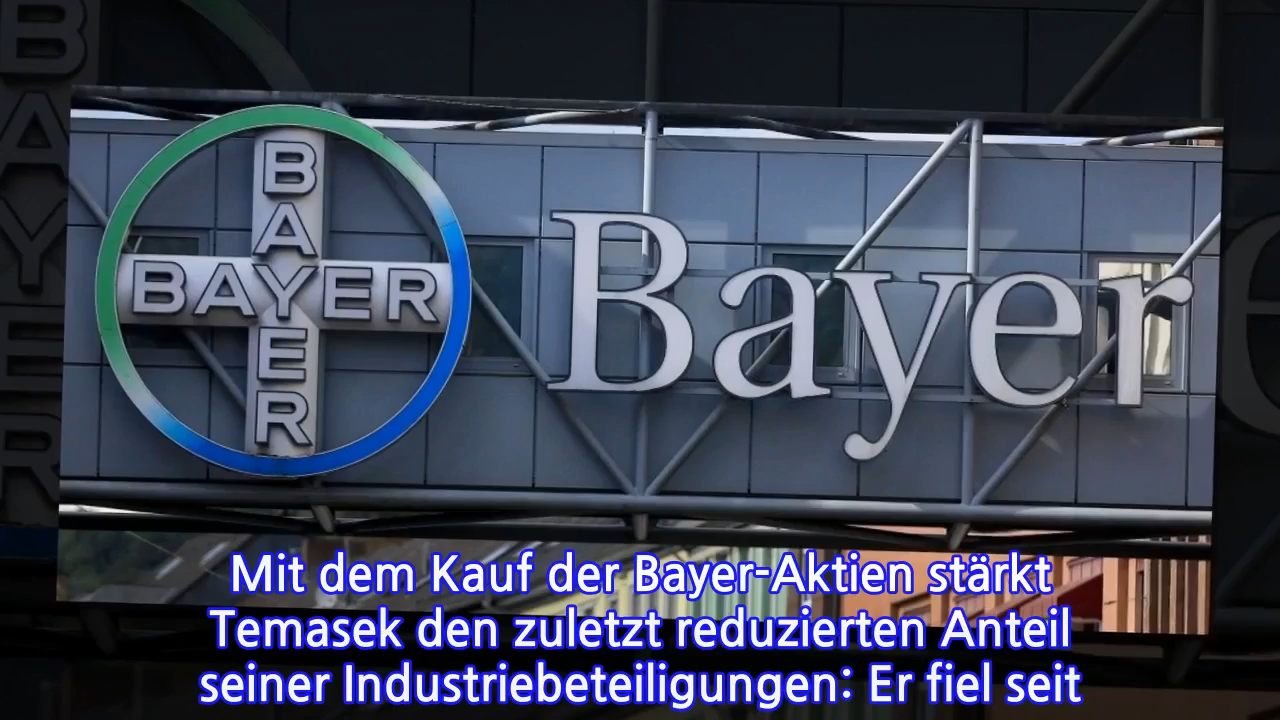 BAYER
BAYER
Bayer
Mit dem Kauf der Bayer-Aktien stärkt
Temasek den zuletzt reduzierten Anteil
seiner Industriebeteiligungen: Er fiel seit